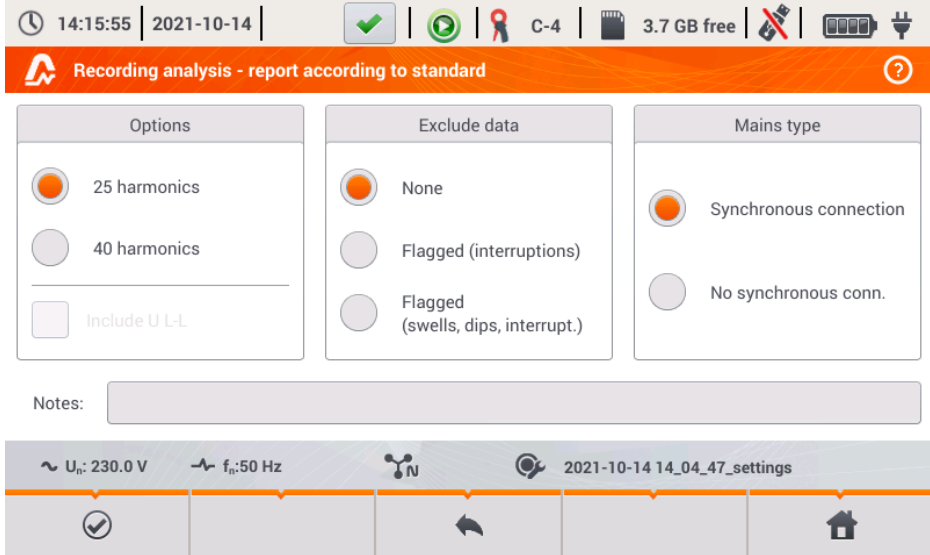 14:15:55 2021-10-14 C-4 3.7 GB free
Recording analysis - report according to standard ?
Options
25 harmonics
40 harmonics
Include U L-L
Exclude data
None
Flagged (interruptions)
Flagged
(swells, dips, interrupt.)
Mains type
Synchronous connection
No synchronous conn.
Notes:
Un: 230.0 V fn:50 Hz N 2021-10-14 14_04_47_settings